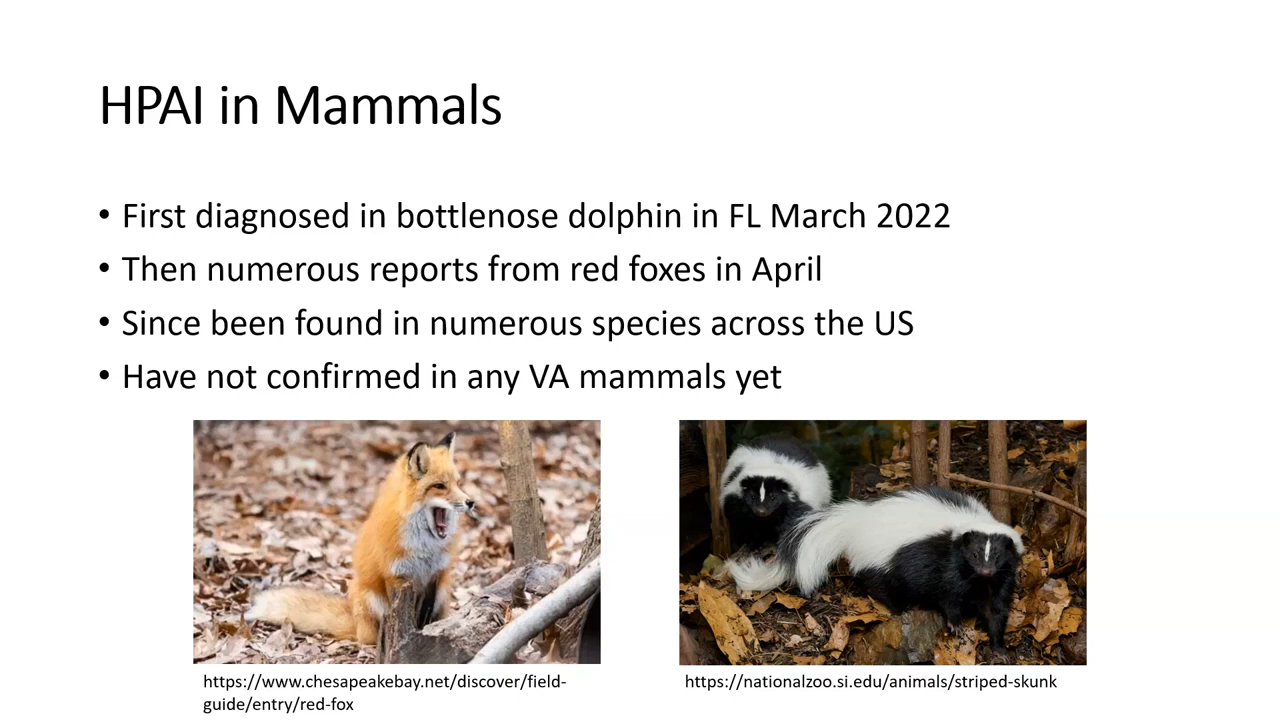 HPAI in Mammals
• First diagnosed in bottlenose dolphin in FL March 2022
• Then numerous reports from red foxes in April
• Since been found in numerous species across the US
• Have not confirmed in any VA mammals yet
https://www.chesapeakebay.net/discover/field-
guide/entry/red-fox
https://nationalzoo.si.edu/animals/striped-skunk